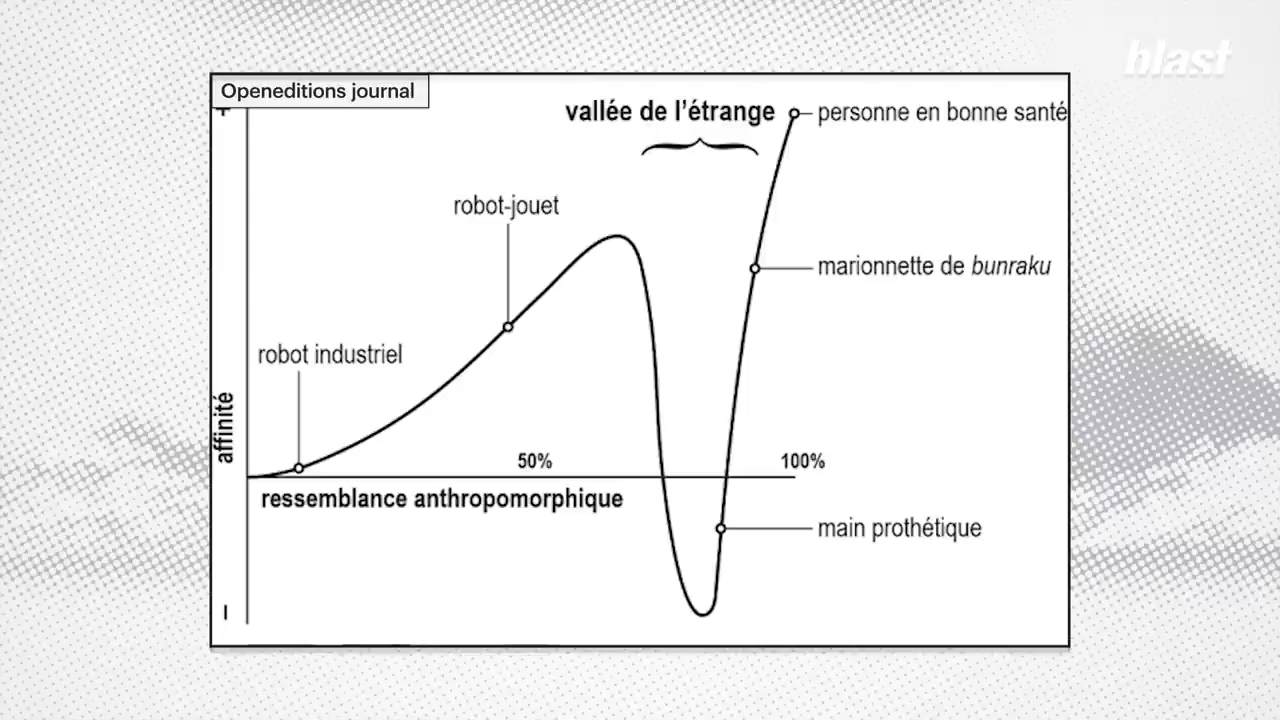 blast
Openeditions journal
+
vallée de l'étrange
personne en bonne santé
robot-jouet
marionnette de bunraku
robot industriel
affinité
50%
100%
ressemblance anthropomorphique
main prothétique
–